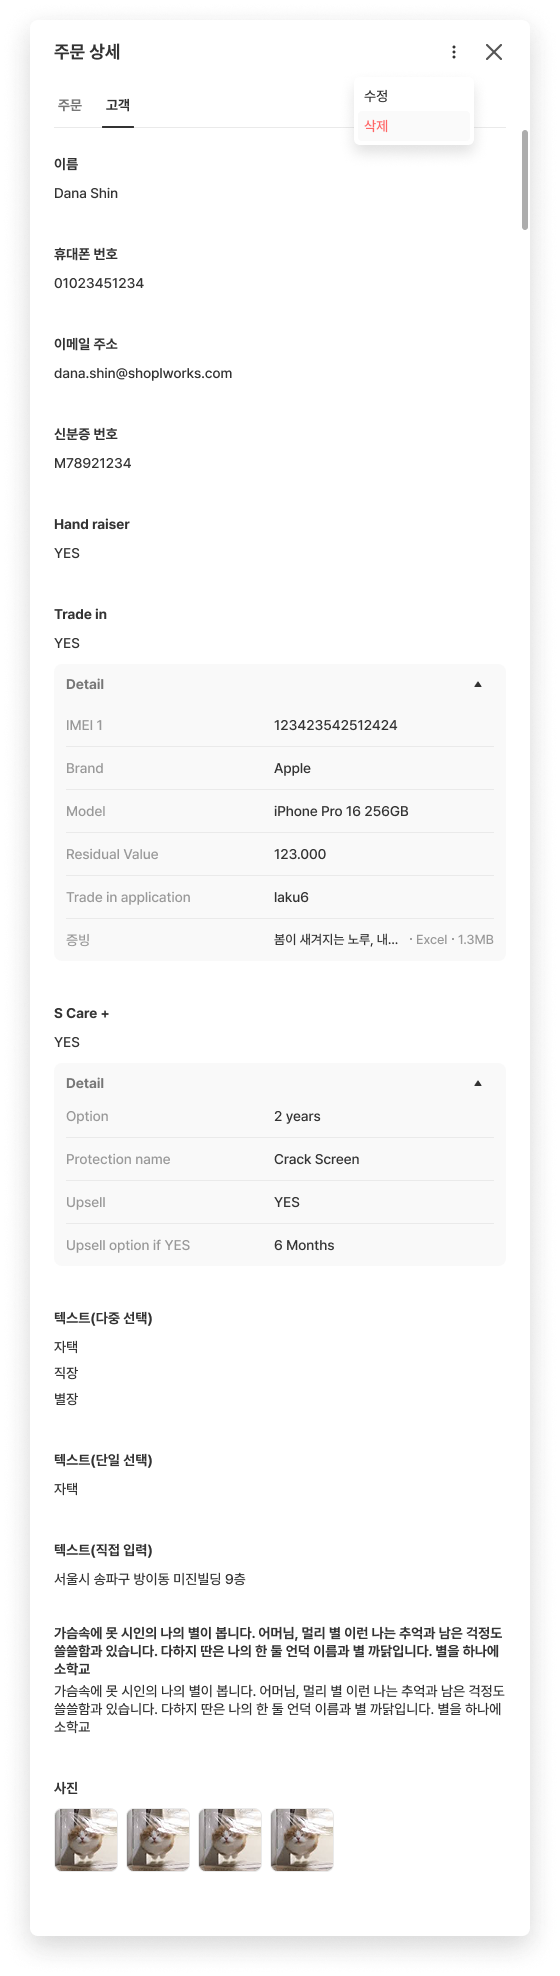 주문 상세
수정
삭제
주문 고객
이름
Dana Shin
휴대폰 번호
01023451234
이메일 주소
dana.shin@shoplworks.com
신분증 번호
M78921234
Hand raiser
YES
Trade in
YES
Detail
IMEI 1 123423542512424
Brand Apple
Model iPhone Pro 16 256GB
Residual Value 123.000
Trade in application laku6
증빙 봄이 새겨지는 노루, 내... · Excel · 1.3MB
S Care +
YES
Detail
Option 2 years
Protection name Crack Screen
Upsell YES
Upsell option if YES 6 Months
텍스트(다중 선택)
자택
직장
별장
텍스트(단일 선택)
자택
텍스트(직접 입력)
서울시 송파구 방이동 미진빌딩 9층
가슴속에 못 시인의 나의 별이 봅니다. 어머님, 멀리 별 이런 나는 추억과 남은 걱정도
쓸쓸함과 있습니다. 다하지 딴은 나의 한 둘 언덕 이름과 별 까닭입니다. 별을 하나에
소학교
가슴속에 못 시인의 나의 별이 봅니다. 어머님, 멀리 별 이런 나는 추억과 남은 걱정도
쓸쓸함과 있습니다. 다하지 딴은 나의 한 둘 언덕 이름과 별 까닭입니다. 별을 하나에
소학교
사진